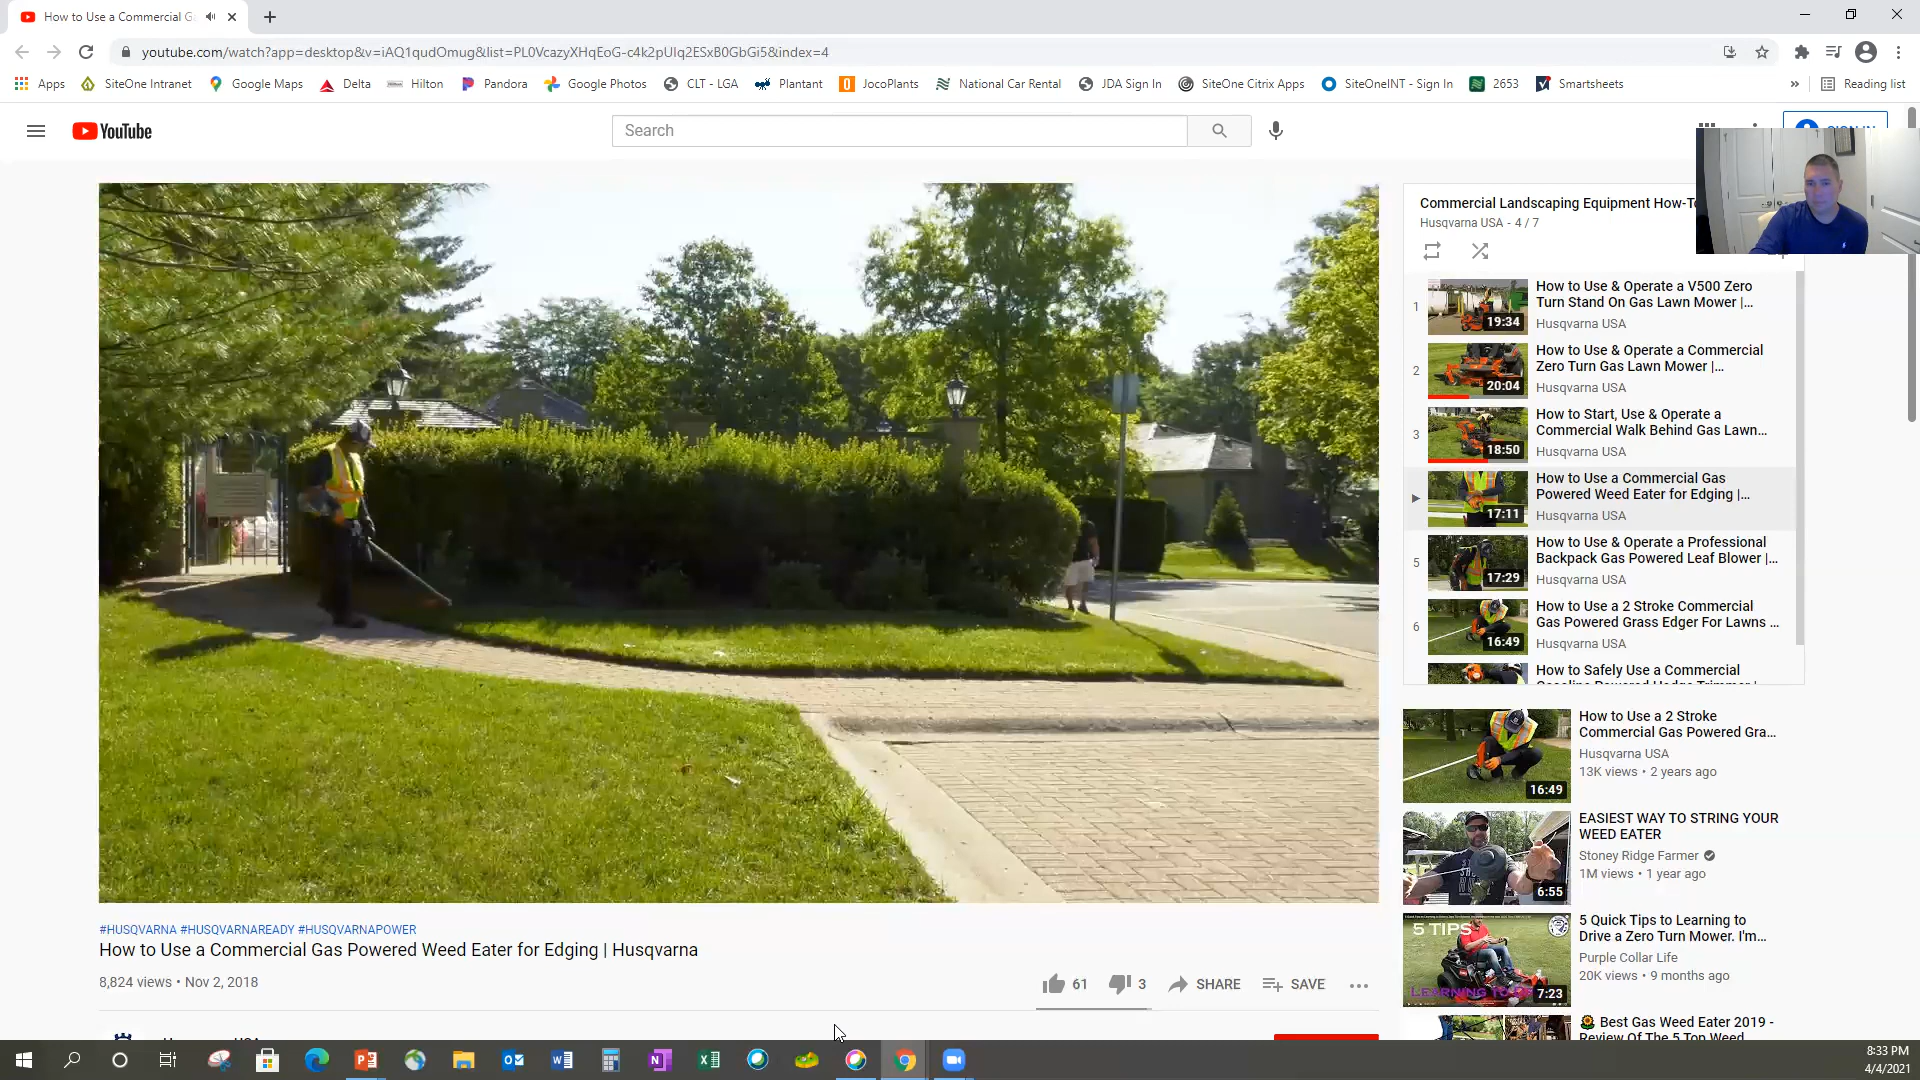 How to Use a Commercial G
youtube.com/watch?app=desktop&v=iAQ1qudOmug&list=PL0VcazyXHqEoG-c4k2pUIq2ESxB0GbGi5&index=4
Apps
SiteOne Intranet
Google Maps
Delta
Hilton
Pandora
Google Photos
CLT - LGA
Plantant
JocoPlants
National Car Rental
JDA Sign In
SiteOne Citrix Apps
SiteOneINT - Sign In
2653
Smartsheets
»
Reading list
YouTube
Search
Commercial Landscaping Equipment How-T
Husqvarna USA - 4 / 7
1
19:34
How to Use & Operate a V500 Zero
Turn Stand On Gas Lawn Mower |...
Husqvarna USA
2
20:04
How to Use & Operate a Commercial
Zero Turn Gas Lawn Mower |...
Husqvarna USA
3
18:50
How to Start, Use & Operate a
Commercial Walk Behind Gas Lawn...
Husqvarna USA
17:11
How to Use a Commercial Gas
Powered Weed Eater for Edging |...
Husqvarna USA
5
17:29
How to Use & Operate a Professional
Backpack Gas Powered Leaf Blower |...
Husqvarna USA
6
16:49
How to Use a 2 Stroke Commercial
Gas Powered Grass Edger For Lawns ...
Husqvarna USA
How to Safely Use a Commercial
16:49
How to Use a 2 Stroke
Commercial Gas Powered Gra...
Husqvarna USA
13K views • 2 years ago
6:55
EASIEST WAY TO STRING YOUR
WEED EATER
Stoney Ridge Farmer
1M views • 1 year ago
5 TIPS
LEARNING TO
7:23
5 Quick Tips to Learning to
Drive a Zero Turn Mower. I'm...
Purple Collar Life
20K views • 9 months ago
Best Gas Weed Eater 2019 -
Review Of The 5 Top Weed
#HUSQVARNA #HUSQVARNAREADY #HUSQVARNAPOWER
How to Use a Commercial Gas Powered Weed Eater for Edging | Husqvarna
8,824 views • Nov 2, 2018
61
3
SHARE
SAVE
8:33 PM
4/4/2021